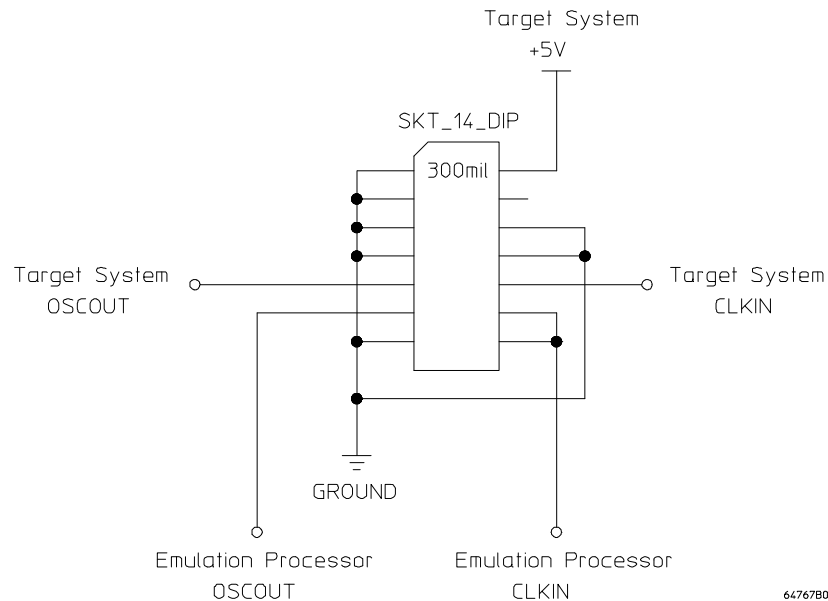 Target System
+5V
SKT_14_DIP
300mil
Target System
OSCOUT
Target System
CLKIN
GROUND
Emulation Processor
OSCOUT
Emulation Processor
CLKIN
64767B0